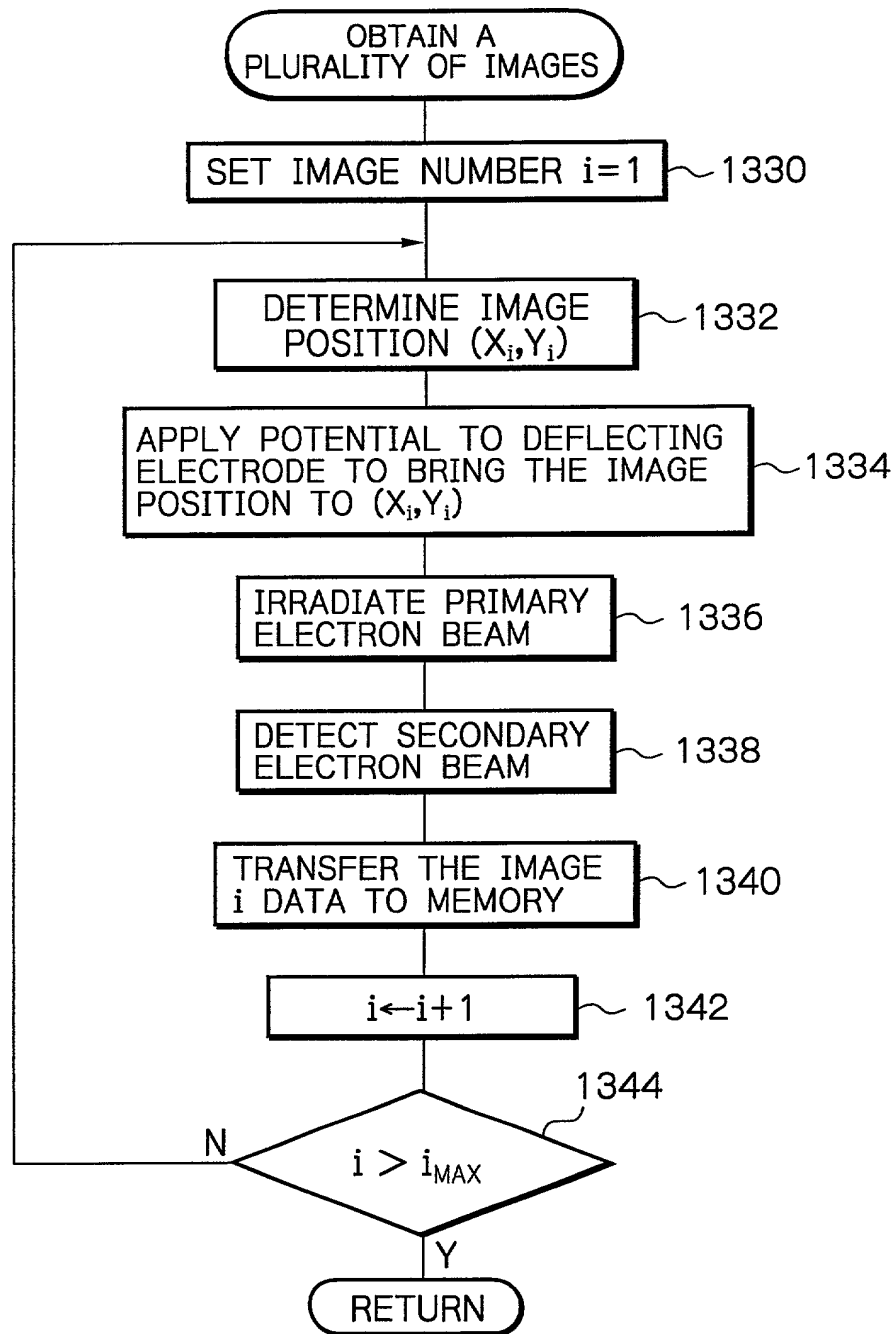 OBTAIN A
PLURALITY OF IMAGES
SET IMAGE NUMBER i=1
1330
DETERMINE IMAGE
POSITION (Xi,Yi)
1332
APPLY POTENTIAL TO DEFLECTING
ELECTRODE TO BRING THE IMAGE
POSITION TO (Xi,Yi)
1334
IRRADIATE PRIMARY
ELECTRON BEAM
1336
DETECT SECONDARY
ELECTRON BEAM
1338
TRANSFER THE IMAGE
i DATA TO MEMORY
1340
i←i+1
1342
1344
N
i > iMAX
Y
RETURN